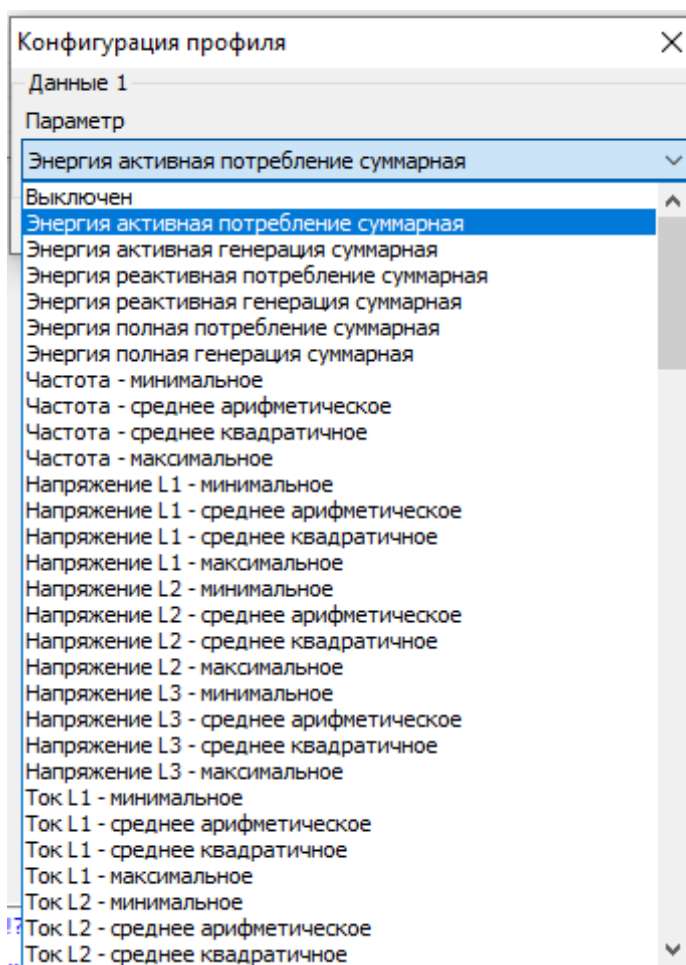 Конфигурация профиля
Данные 1
Параметр
Энергия активная потребление суммарная
Выключен
Энергия активная потребление суммарная
Энергия активная генерация суммарная
Энергия реактивная потребление суммарная
Энергия реактивная генерация суммарная
Энергия полная потребление суммарная
Энергия полная генерация суммарная
Частота - минимальное
Частота - среднее арифметическое
Частота - среднее квадратичное
Частота - максимальное
Напряжение L1 - минимальное
Напряжение L1 - среднее арифметическое
Напряжение L1 - среднее квадратичное
Напряжение L1 - максимальное
Напряжение L2 - минимальное
Напряжение L2 - среднее арифметическое
Напряжение L2 - среднее квадратичное
Напряжение L2 - максимальное
Напряжение L3 - минимальное
Напряжение L3 - среднее арифметическое
Напряжение L3 - среднее квадратичное
Напряжение L3 - максимальное
Ток L1 - минимальное
Ток L1 - среднее арифметическое
Ток L1 - среднее квадратичное
Ток L1 - максимальное
Ток L2 - минимальное
Ток L2 - среднее арифметическое
Ток L2 - среднее квадратичное